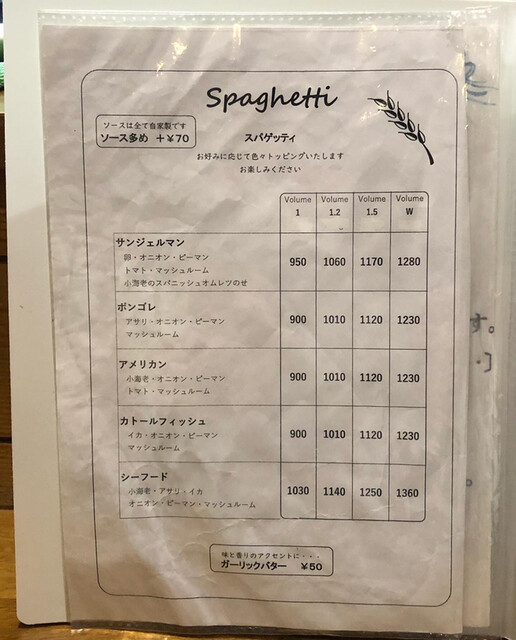 Spaghetti
ソースは全て自家製です
ソース多め ＋￥70
スパゲッティ
お好みに応じて色々トッピングいたします
お楽しみください
Volume 1 Volume 1.2 Volume 1.5 Volume W
サンジェルマン
卵・オニオン・ピーマン
トマト・マッシュルーム
小海老のスパニッシュオムレツのせ
950 1060 1170 1280
ボンゴレ
アサリ・オニオン・ピーマン
マッシュルーム
900 1010 1120 1230
アメリカン
小海老・オニオン・ピーマン
トマト・マッシュルーム
900 1010 1120 1230
カトールフィッシュ
イカ・オニオン・ピーマン
マッシュルーム
900 1010 1120 1230
シーフード
小海老・アサリ・イカ
オニオン・ピーマン・マッシュルーム
1030 1140 1250 1360
味と香りのアクセントに・・・
ガーリックバター ￥50
す。